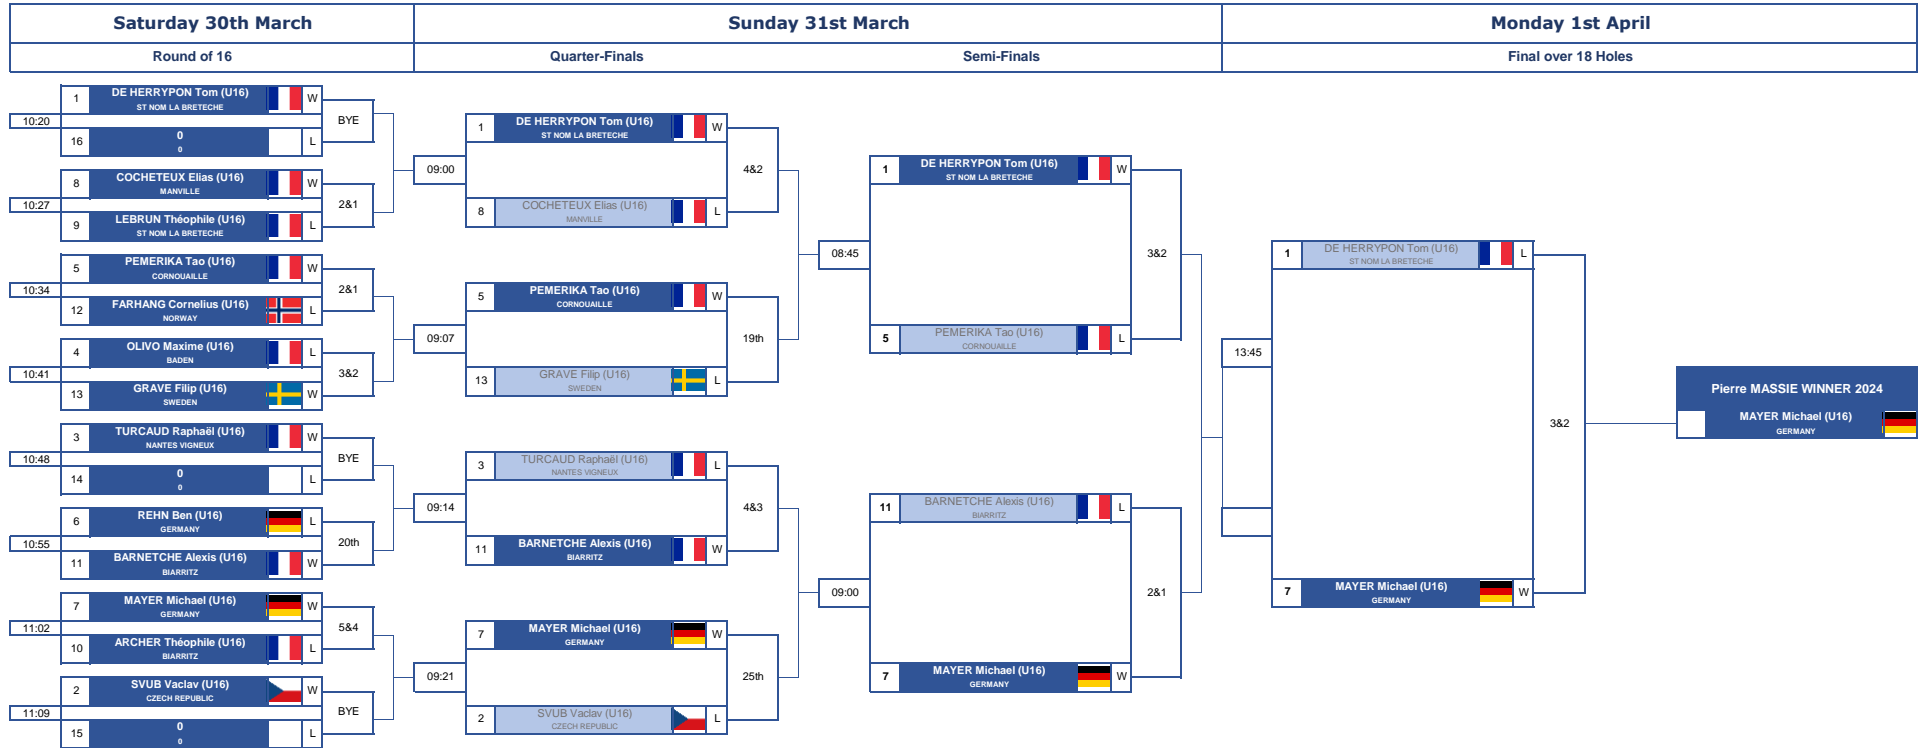 Saturday 30th March
Sunday 31st March
Monday 1st April
Round of 16
Quarter-Finals
Semi-Finals
Final over 18 Holes
10:20
1
DE HERRYPON Tom (U16)
ST NOM LA BRETECHE
W
BYE
16
0
0
L
10:27
8
COCHETEUX Elias (U16)
MANVILLE
W
2&1
9
LEBRUN Théophile (U16)
ST NOM LA BRETECHE
L
10:34
5
PEMERIKA Tao (U16)
CORNOUAILLE
W
2&1
12
FARHANG Cornelius (U16)
NORWAY
L
10:41
4
OLIVO Maxime (U16)
BADEN
L
3&2
13
GRAVE Filip (U16)
SWEDEN
W
10:48
3
TURCAUD Raphaël (U16)
NANTES VIGNEUX
W
BYE
14
0
0
L
10:55
6
REHN Ben (U16)
GERMANY
L
20th
11
BARNETCHE Alexis (U16)
BIARRITZ
W
11:02
7
MAYER Michael (U16)
GERMANY
W
5&4
10
ARCHER Théophile (U16)
BIARRITZ
L
11:09
2
SVUB Vaclav (U16)
CZECH REPUBLIC
W
BYE
15
0
0
L
09:00
1
DE HERRYPON Tom (U16)
ST NOM LA BRETECHE
W
4&2
8
COCHETEUX Elias (U16)
MANVILLE
L
09:07
5
PEMERIKA Tao (U16)
CORNOUAILLE
W
19th
13
GRAVE Filip (U16)
SWEDEN
L
09:14
3
TURCAUD Raphaël (U16)
NANTES VIGNEUX
L
4&3
11
BARNETCHE Alexis (U16)
BIARRITZ
W
09:21
7
MAYER Michael (U16)
GERMANY
W
25th
2
SVUB Vaclav (U16)
CZECH REPUBLIC
L
08:45
1
DE HERRYPON Tom (U16)
ST NOM LA BRETECHE
W
3&2
5
PEMERIKA Tao (U16)
CORNOUAILLE
L
09:00
11
BARNETCHE Alexis (U16)
BIARRITZ
L
2&1
7
MAYER Michael (U16)
GERMANY
W
13:45
1
DE HERRYPON Tom (U16)
ST NOM LA BRETECHE
L
3&2
7
MAYER Michael (U16)
GERMANY
W
Pierre MASSIE WINNER 2024
MAYER Michael (U16)
GERMANY